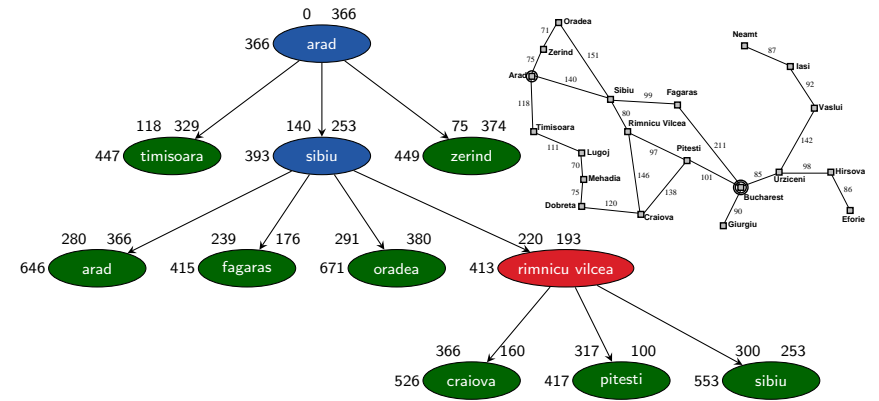 0 366
366 arad
118 329
447 timisoara
140 253
393 sibiu
75 374
449 zerind
280 366
646 arad
239 176
415 fagaras
291 380
671 oradea
220 193
413 rimnicu vilcea
366 160
526 craiova
317 100
417 pitesti
300 253
553 sibiu
Oradea
71
Zerind
151
75
Arad
140
118
Sibiu
99
Fagaras
80
Timisoara
Rimnicu Vilcea
111
Lugoj
97
Pitesti
211
70
Mehadia
146
138
101
75
Dobreta
120
Craiova
Neamt
87
Iasi
92
Vaslui
142
85
Urziceni
98
Hirsova
Bucharest
86
90
Giurgiu
Eforie